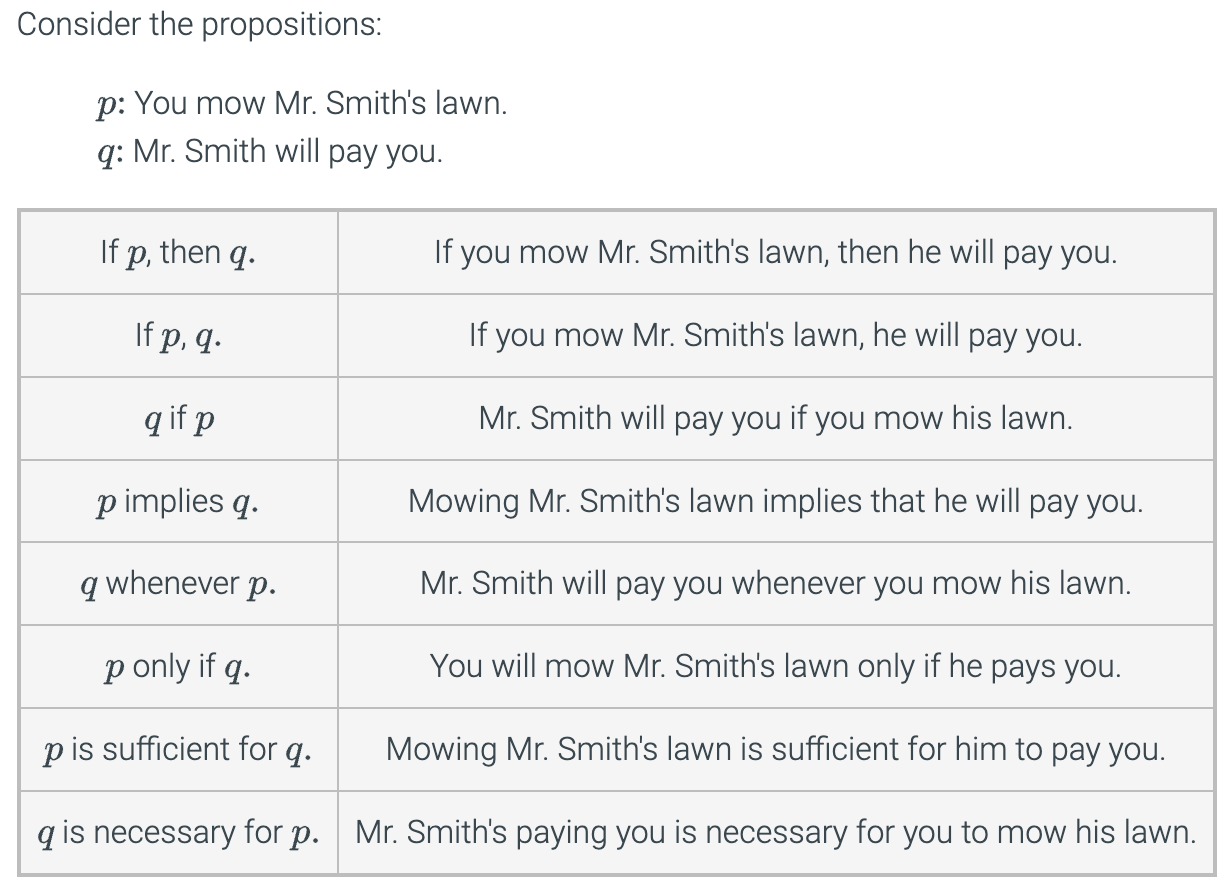 Consider the propositions:
p: You mow Mr. Smith's lawn.
q: Mr. Smith will pay you.
If p, then q. If you mow Mr. Smith's lawn, then he will pay you.
If p, q. If you mow Mr. Smith's lawn, he will pay you.
q if p Mr. Smith will pay you if you mow his lawn.
p implies q. Mowing Mr. Smith's lawn implies that he will pay you.
q whenever p. Mr. Smith will pay you whenever you mow his lawn.
p only if q. You will mow Mr. Smith's lawn only if he pays you.
p is sufficient for q. Mowing Mr. Smith's lawn is sufficient for him to pay you.
q is necessary for p. Mr. Smith's paying you is necessary for you to mow his lawn.